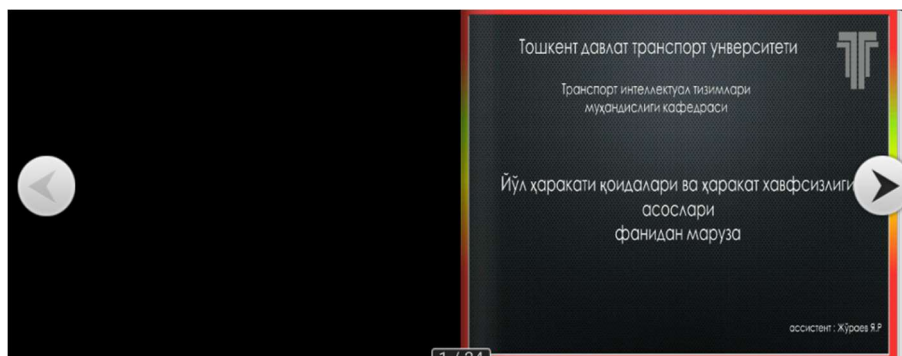 Тошкент давлат транспорт унверситети
Транспорт интеллектуал тизимлари
муҳандислиги кафедраси
Йўл ҳаракати қоидалари ва ҳаракат хавфсизлиги
асослари
фанидан маруза
ассистент : Жўраев Я.Р